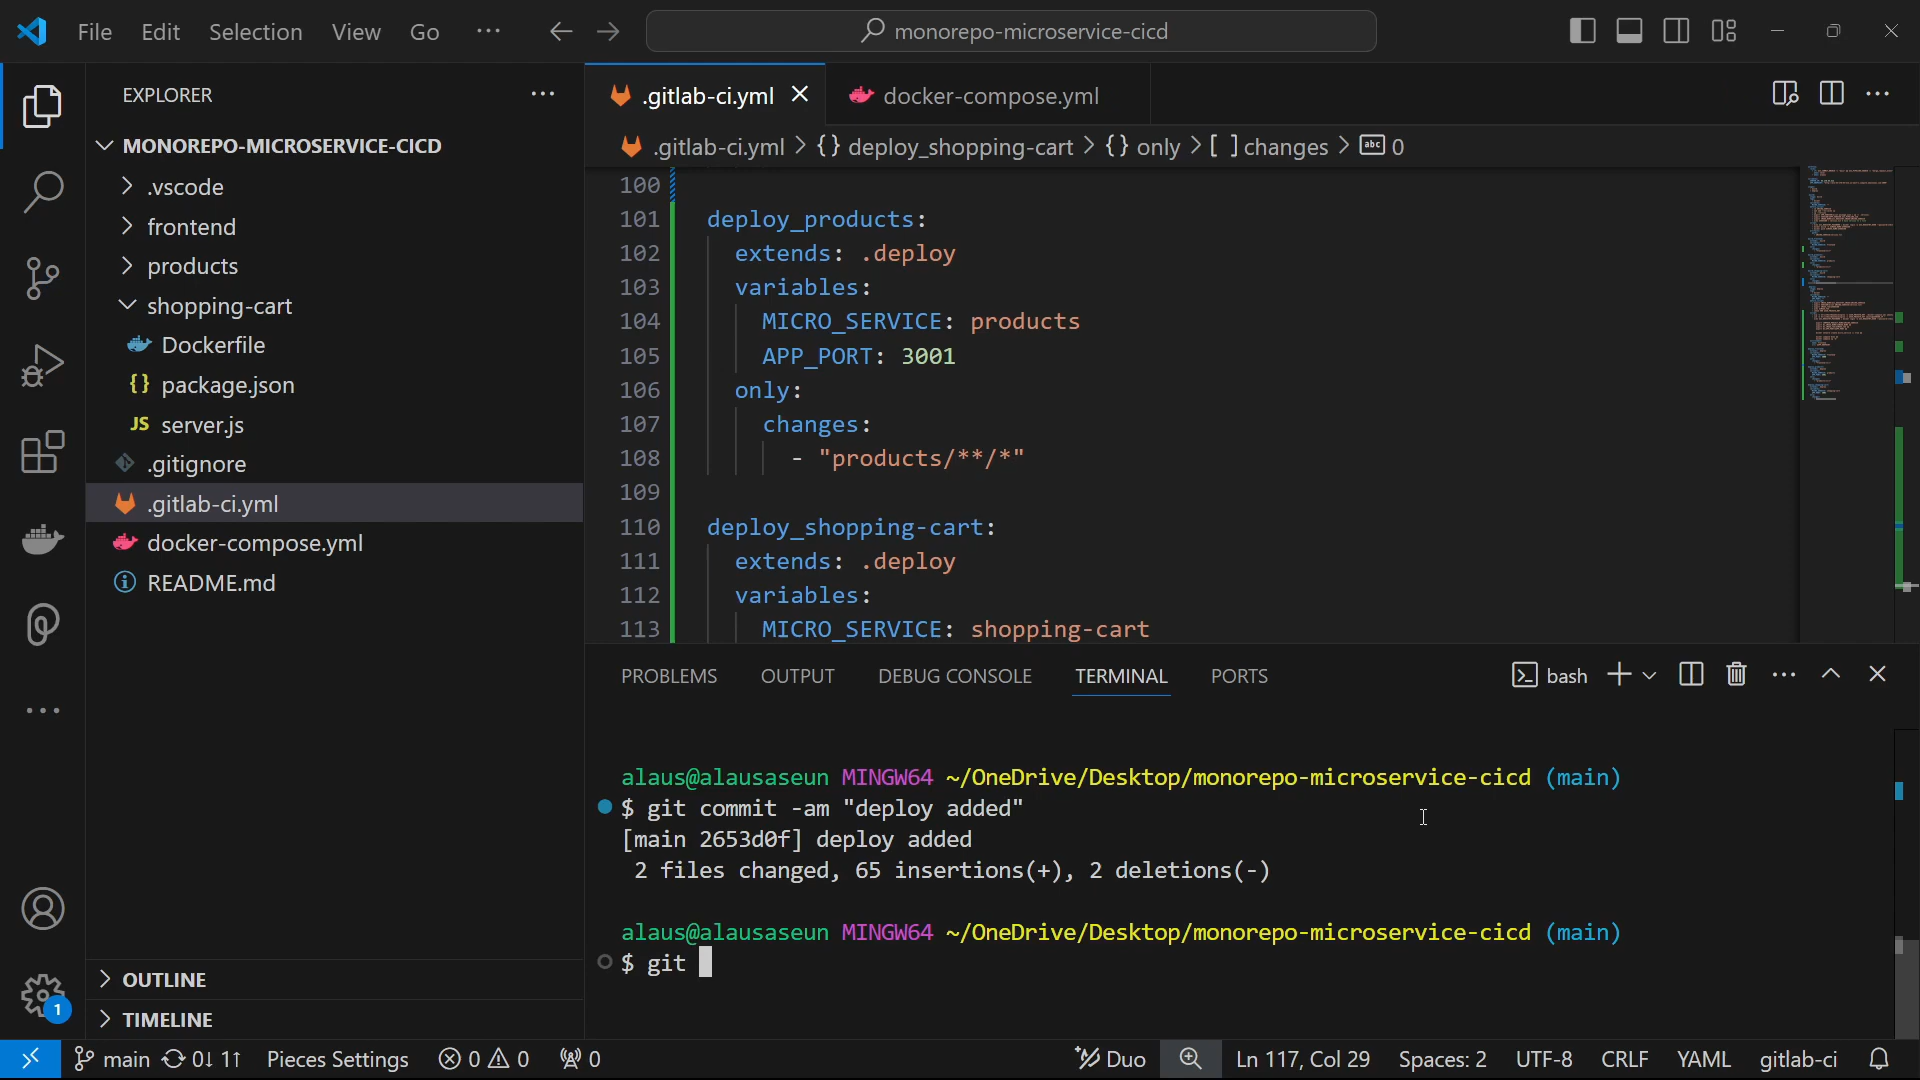 File Edit Selection View Go ··· monorepo-microservice-cicd
EXPLORER ···
MONOREPO-MICROSERVICE-CICD
.vscode
frontend
products
shopping-cart
Dockerfile
{} package.json
JS server.js
.gitignore
.gitlab-ci.yml
docker-compose.yml
README.md
OUTLINE
TIMELINE
1
.gitlab-ci.yml docker-compose.yml
.gitlab-ci.yml > {} deploy_shopping-cart > {} only > [ ] changes > abc 0
100
101 deploy_products:
102 extends: .deploy
103 variables:
104 MICRO_SERVICE: products
105 APP_PORT: 3001
106 only:
107 changes:
108 - "products/**/*"
109
110 deploy_shopping-cart:
111 extends: .deploy
112 variables:
113 MICRO_SERVICE: shopping-cart
PROBLEMS OUTPUT DEBUG CONSOLE TERMINAL PORTS bash
alaus@alausaseun MINGW64 ~/OneDrive/Desktop/monorepo-microservice-cicd (main)
$ git commit -am "deploy added"
[main 2653d0f] deploy added
2 files changed, 65 insertions(+), 2 deletions(-)
alaus@alausaseun MINGW64 ~/OneDrive/Desktop/monorepo-microservice-cicd (main)
$ git
main 0↓ 1↑ Pieces Settings 0 0 0 Duo Ln 117, Col 29 Spaces: 2 UTF-8 CRLF YAML gitlab-ci